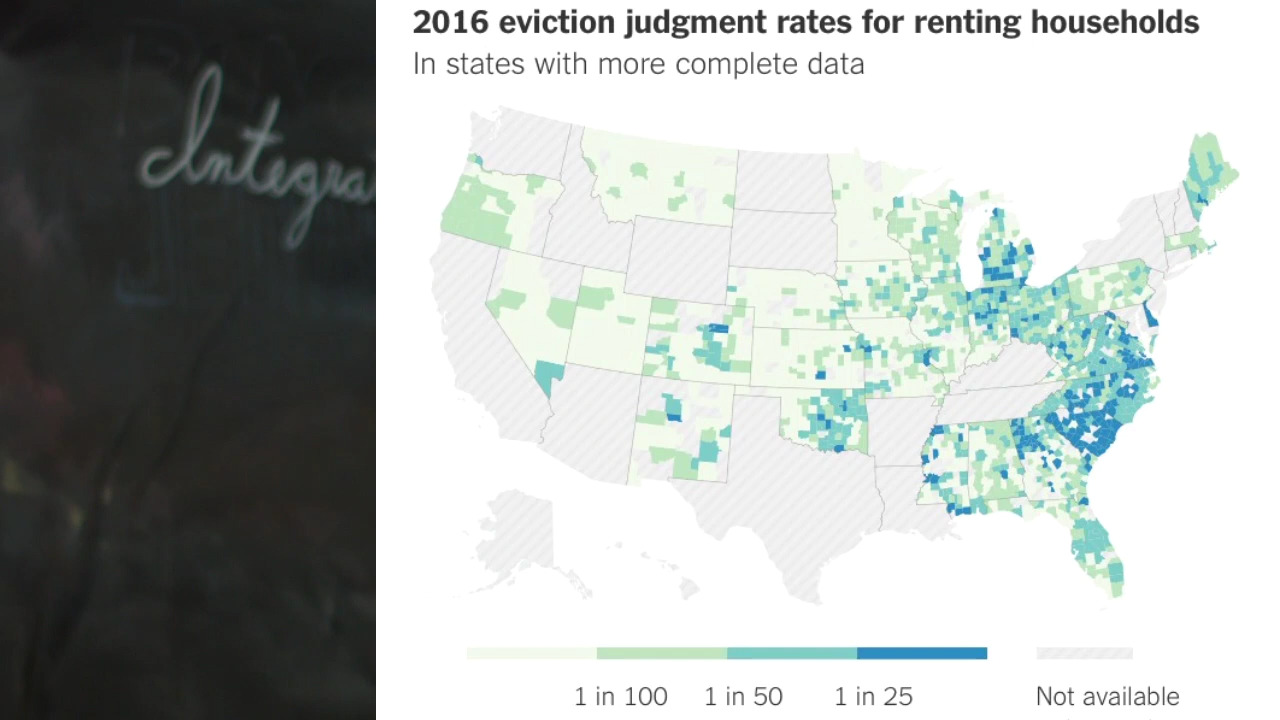 Integra
2016 eviction judgment rates for renting households
In states with more complete data
1 in 100 1 in 50 1 in 25 Not available